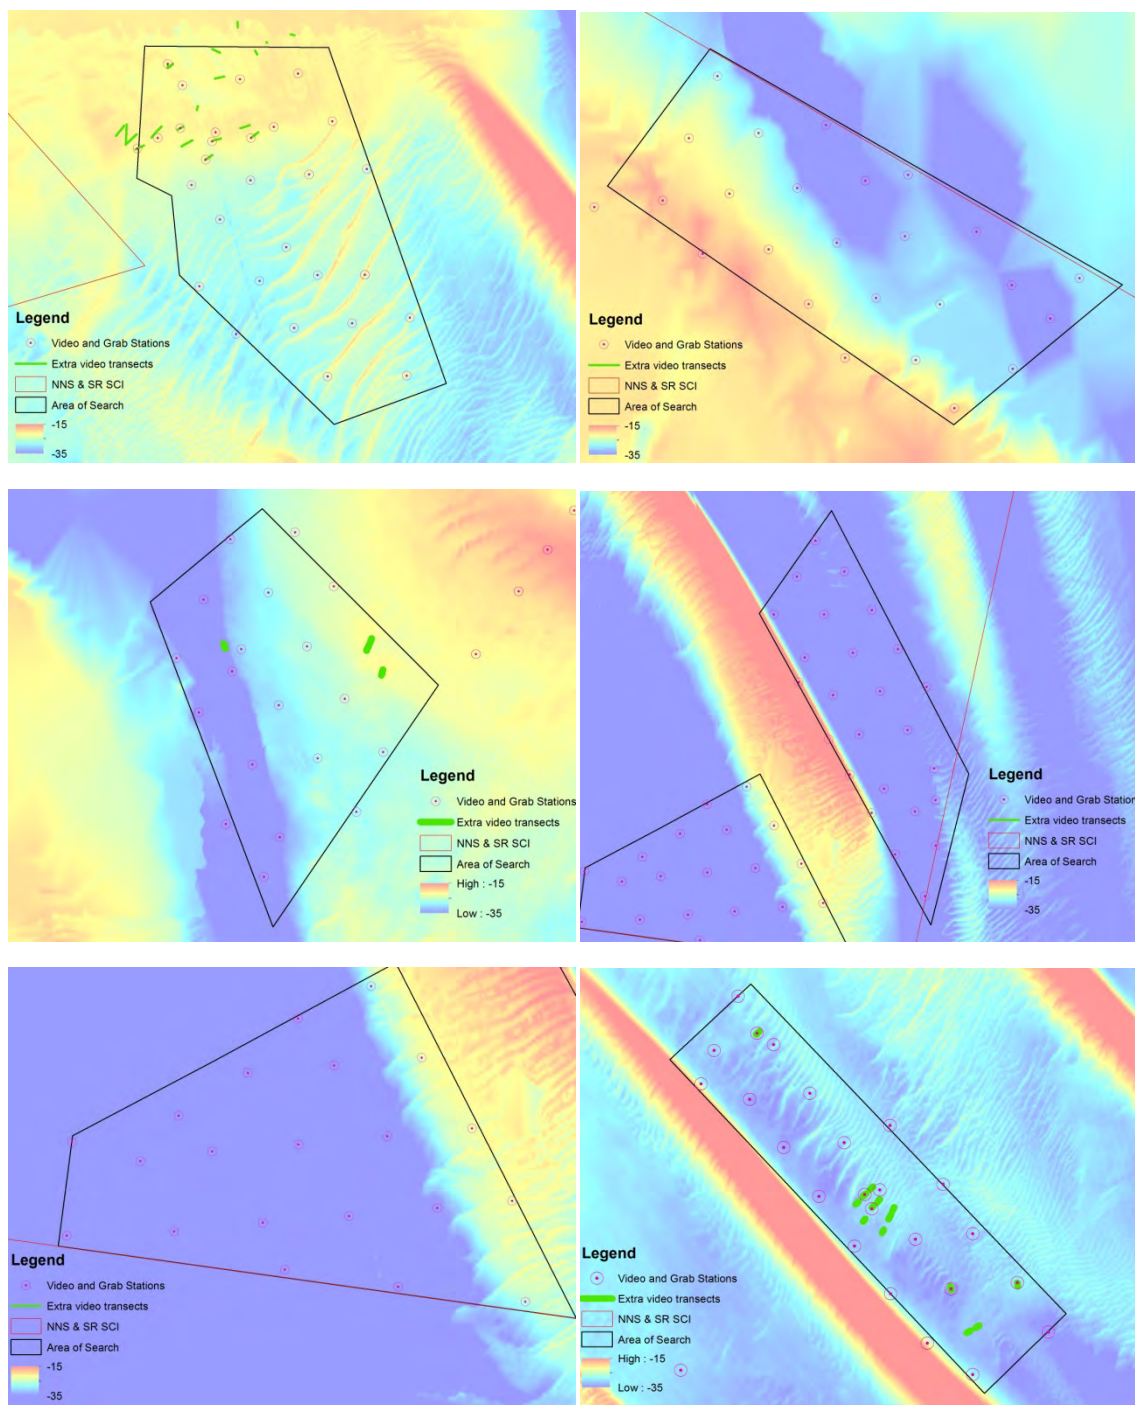 Legend
Video and Grab Stations
Extra video transects
NNS & SR SCI
Area of Search
-15
-35
Legend
Video and Grab Stations
Extra video transects
NNS & SR SCI
Area of Search
-15
-35
Legend
Video and Grab Stations
Extra video transects
NNS & SR SCI
Area of Search
High : -15
Low : -35
Legend
Video and Grab Station
Extra video transects
NNS & SR SCI
Area of Search
-15
-35
Legend
Video and Grab Stations
Extra video transects
NNS & SR SCI
Area of Search
-15
-35
Legend
Video and Grab Stations
Extra video transects
NNS & SR SCI
Area of Search
High : -15
Low : -35